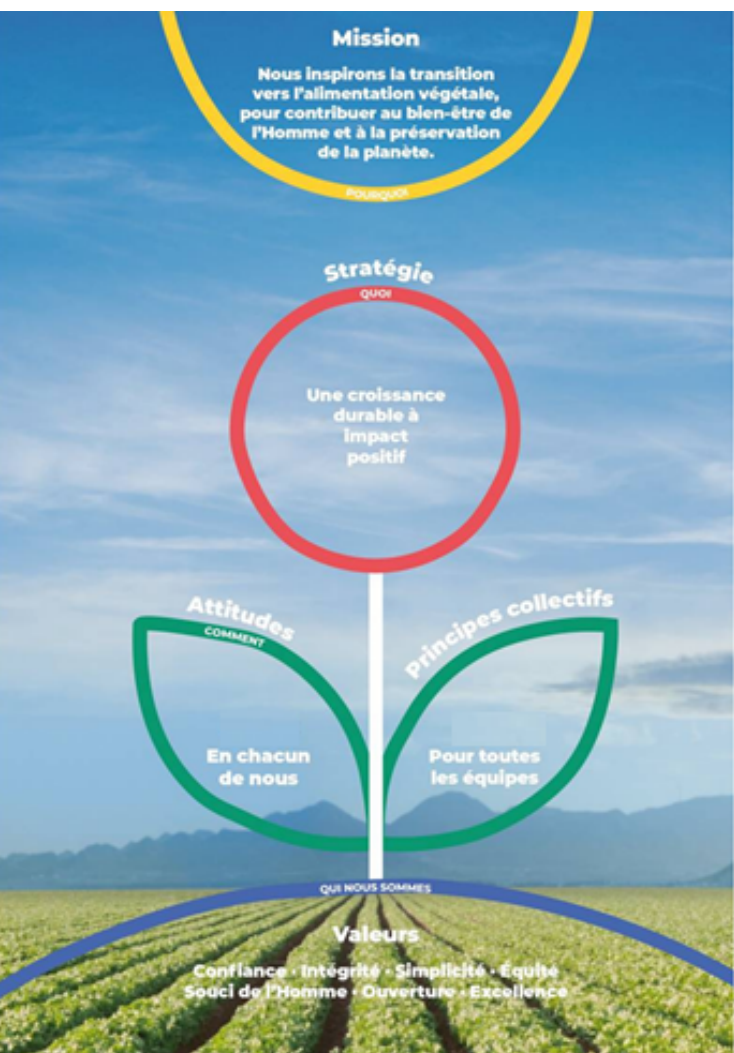 Mission
Nous inspirons la transition
vers l'alimentation végétale,
pour contribuer au bien-être de
l'Homme et à la préservation
de la planète.
POURQUOI
Stratégie
QUOI
Une croissance
durable à
impact
positif
Attitudes
COMMENT
Principes collectifs
En chacun
de nous
Pour toutes
les équipes
QUI NOUS SOMMES
Valeurs
Confiance · Intégrité · Simplicité · Équité
Souci de l'Homme · Ouverture · Excellence